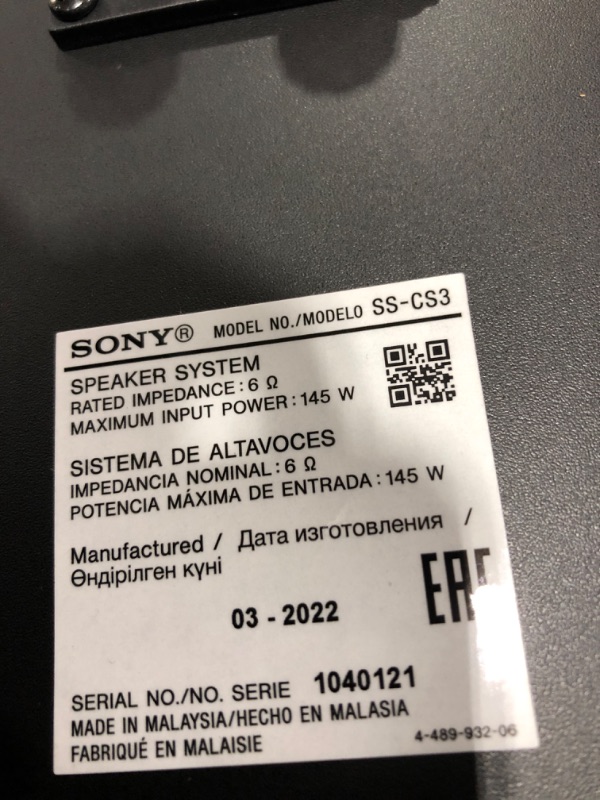 SONY® MODEL NO./MODELO SS-CS3
SPEAKER SYSTEM
RATED IMPEDANCE : 6 Ω
MAXIMUM INPUT POWER : 145 W
SISTEMA DE ALTAVOCES
IMPEDANCIA NOMINAL : 6 Ω
POTENCIA MÁXIMA DE ENTRADA : 145 W
Manufactured / Дата изготовления /
Өндірілген күні
EAC
03 - 2022
SERIAL NO./NO. SERIE 1040121
MADE IN MALAYSIA/HECHO EN MALASIA
FABRIQUÉ EN MALAISIE
4-489-932-06